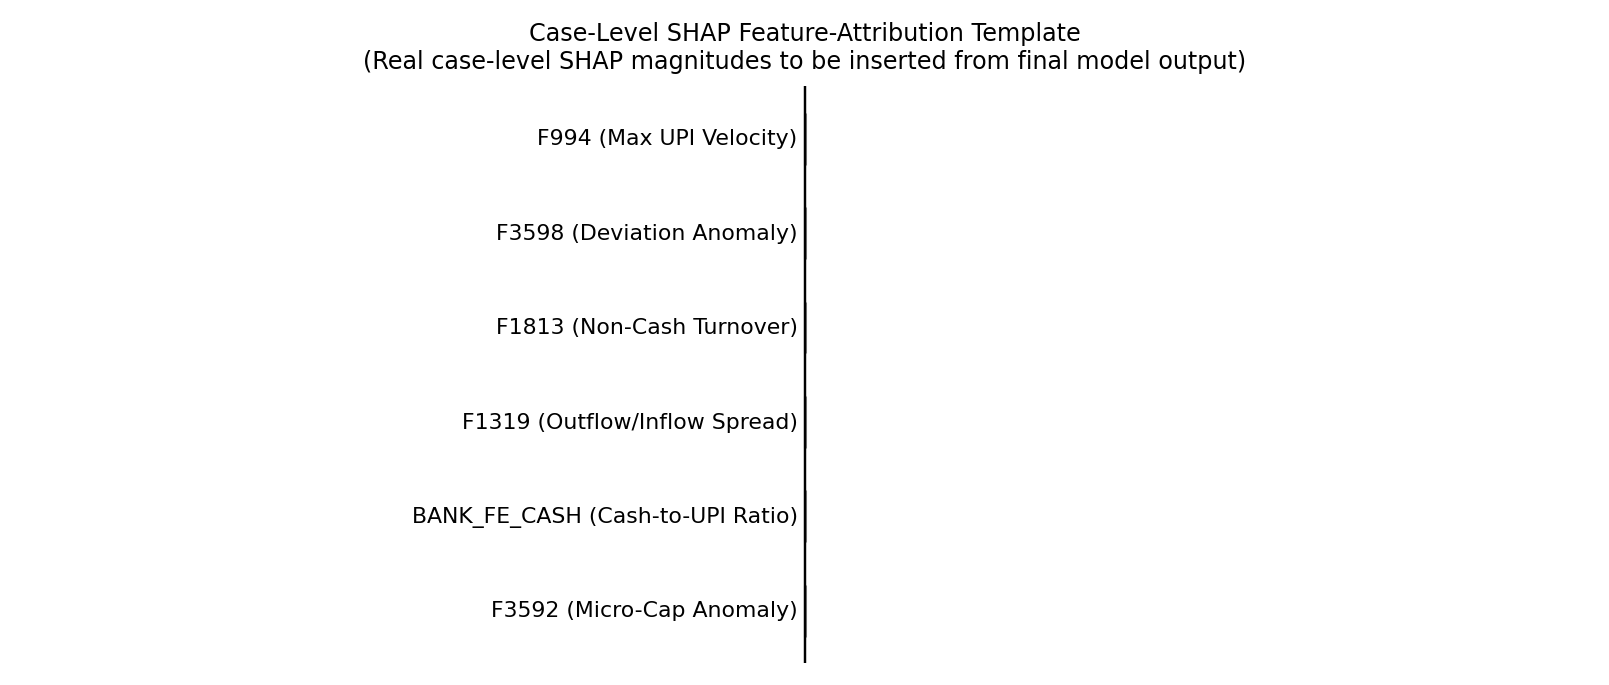 Case-Level SHAP Feature-Attribution Template
(Real case-level SHAP magnitudes to be inserted from final model output)
F994 (Max UPI Velocity)
F3598 (Deviation Anomaly)
F1813 (Non-Cash Turnover)
F1319 (Outflow/Inflow Spread)
BANK_FE_CASH (Cash-to-UPI Ratio)
F3592 (Micro-Cap Anomaly)